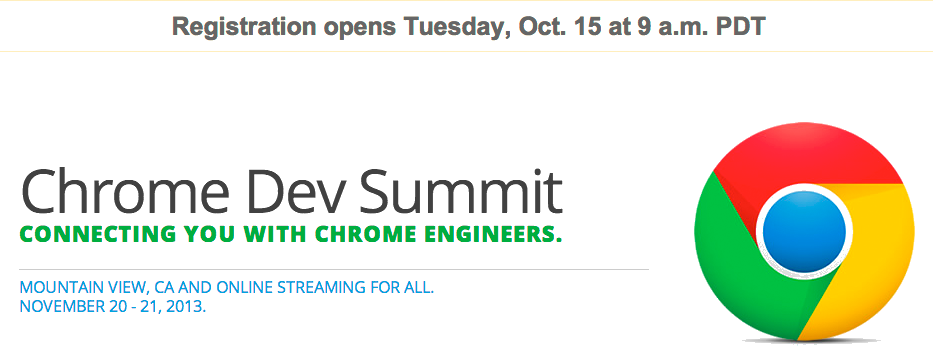 Registration opens Tuesday, Oct. 15 at 9 a.m. PDT
Chrome Dev Summit
CONNECTING YOU WITH CHROME ENGINEERS.
MOUNTAIN VIEW, CA AND ONLINE STREAMING FOR ALL.
NOVEMBER 20 - 21, 2013.